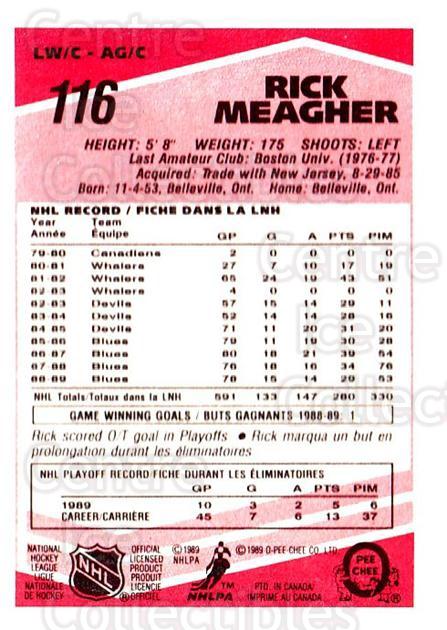 LW/C - AG/C
116
RICK
MEAGHER
HEIGHT: 5' 8" WEIGHT: 175 SHOOTS: LEFT
Last Amateur Club: Boston Univ. (1976-77)
Acquired: Trade with New Jersey, 8-29-85
Born: 11-4-53, Belleville, Ont. Home: Belleville, Ont.
NHL RECORD / FICHE DANS LA LNH
Year Team
Année Équipe GP G A PTS PIM
79-80 Canadiens 2 0 0 0 0
80-81 Whalers 27 7 10 17 19
81-82 Whalers 65 24 19 43 51
82-83 Whalers 4 0 0 0 0
82-83 Devils 57 15 14 29 11
83-84 Devils 52 14 14 28 16
84-85 Devils 71 11 20 31 20
85-86 Blues 79 11 19 30 28
86-87 Blues 80 18 21 39 54
87-88 Blues 76 18 16 34 76
88-89 Blues 78 15 14 29 53
NHL Totals/Totaux dans la LNH 591 133 147 280 330
GAME WINNING GOALS / BUTS GAGNANTS 1988-89: 1
Rick scored O/T goal in Playoffs • Rick marqua un but en
prolongation durant les éliminatoires
NHL PLAYOFF RECORD/FICHE DURANT LES ÉLIMINATOIRES
GP G A PTS PIM
1989 10 3 2 5 6
CAREER/CARRIÈRE 45 7 6 13 37
NATIONAL
HOCKEY
LEAGUE
LIGUE
NATIONALE
DE HOCKEY
NHL
®
OFFICIAL
LICENSED
PRODUCT
PRODUIT
LICENCIÉ
OFFICIEL
© 1989
NHLPA
NHLPA
™
© 1989 O-PEE-CHEE CO. LTD.
PTD. IN CANADA/
IMPRIMÉ AU CANADA
O
PEE
CHEE
Centre
Ice
Collectibles